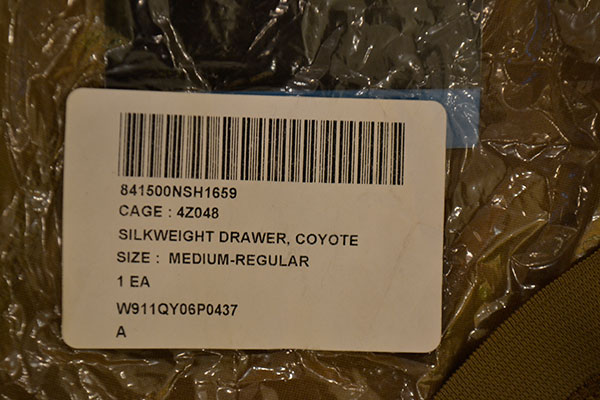 841500NSH1659
CAGE : 4Z048
SILKWEIGHT DRAWER, COYOTE
SIZE : MEDIUM-REGULAR
1 EA
W911QY06P0437
A